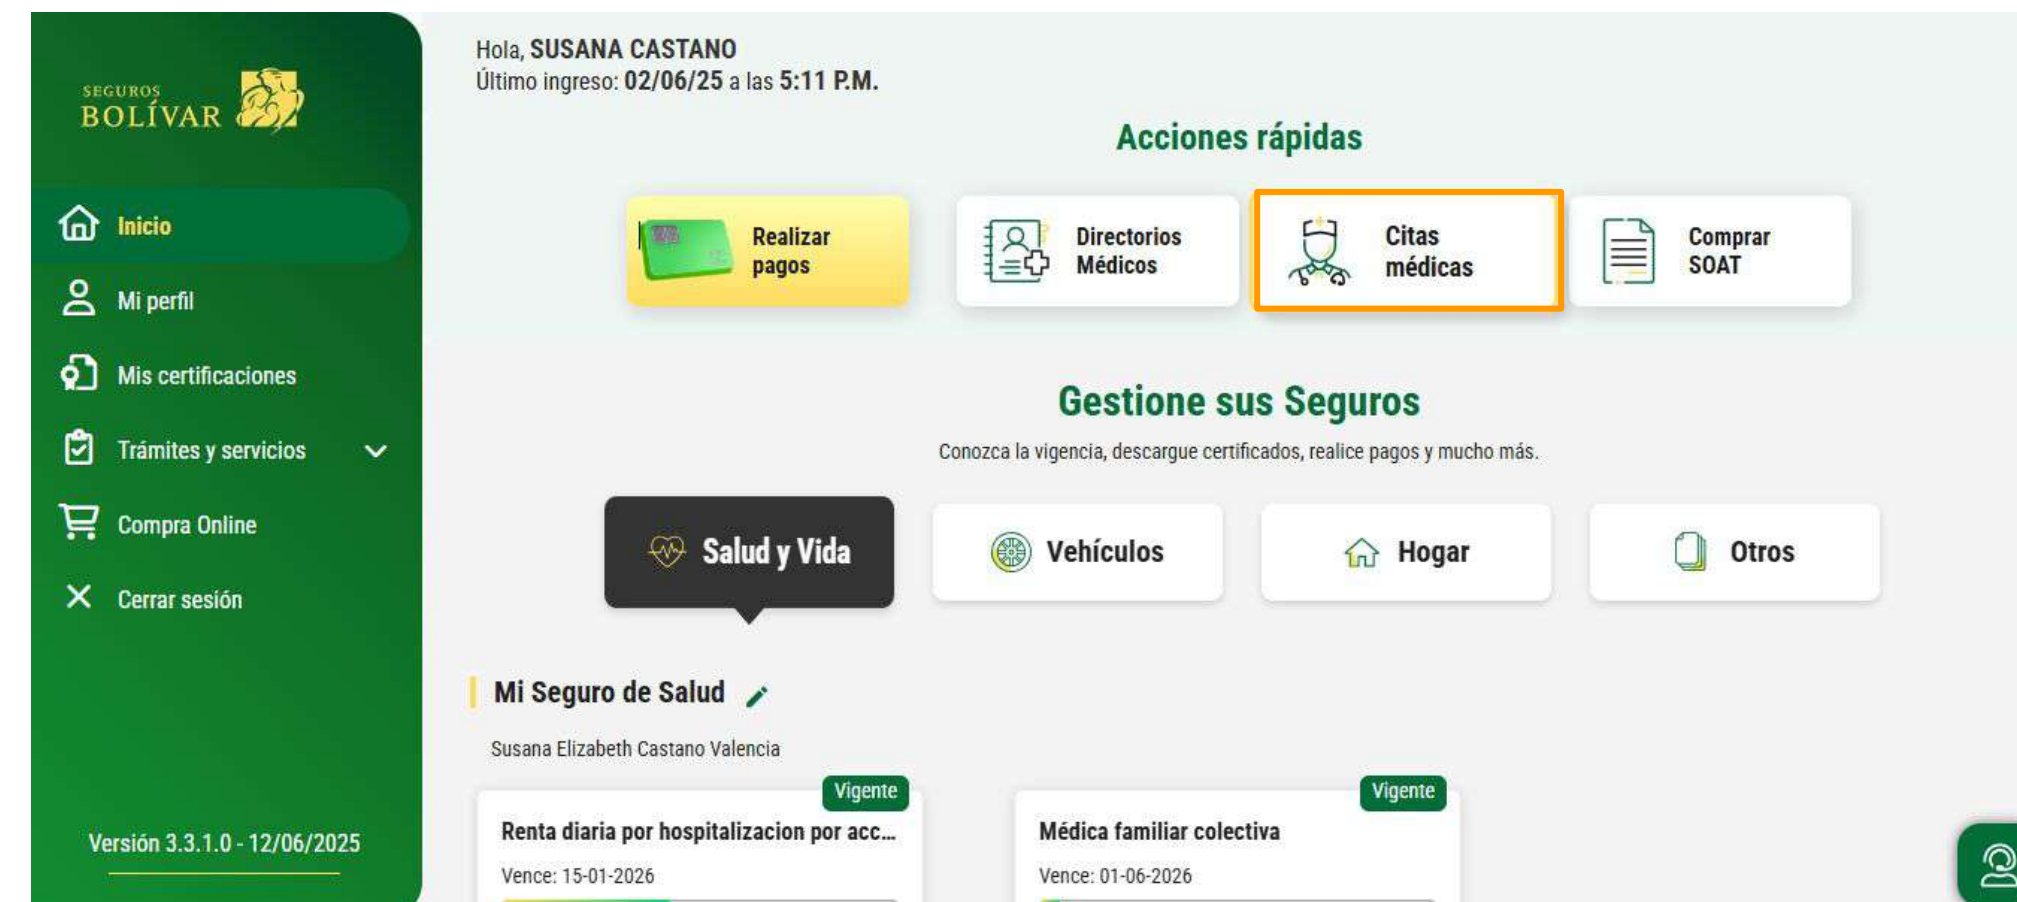 SEGUROS
BOLÍVAR
Inicio
Mi perfil
Mis certificaciones
Trámites y servicios
Compra Online
Cerrar sesión
Versión 3.3.1.0 - 12/06/2025
Hola, SUSANA CASTANO
Último ingreso: 02/06/25 a las 5:11 P.M.
Acciones rápidas
Realizar
pagos
Directorios
Médicos
Citas
médicas
Comprar
SOAT
Gestione sus Seguros
Conozca la vigencia, descargue certificados, realice pagos y mucho más.
Salud y Vida
Vehículos
Hogar
Otros
Mi Seguro de Salud
Susana Elizabeth Castano Valencia
Vigente
Renta diaria por hospitalizacion por acc...
Vence: 15-01-2026
Vigente
Médica familiar colectiva
Vence: 01-06-2026